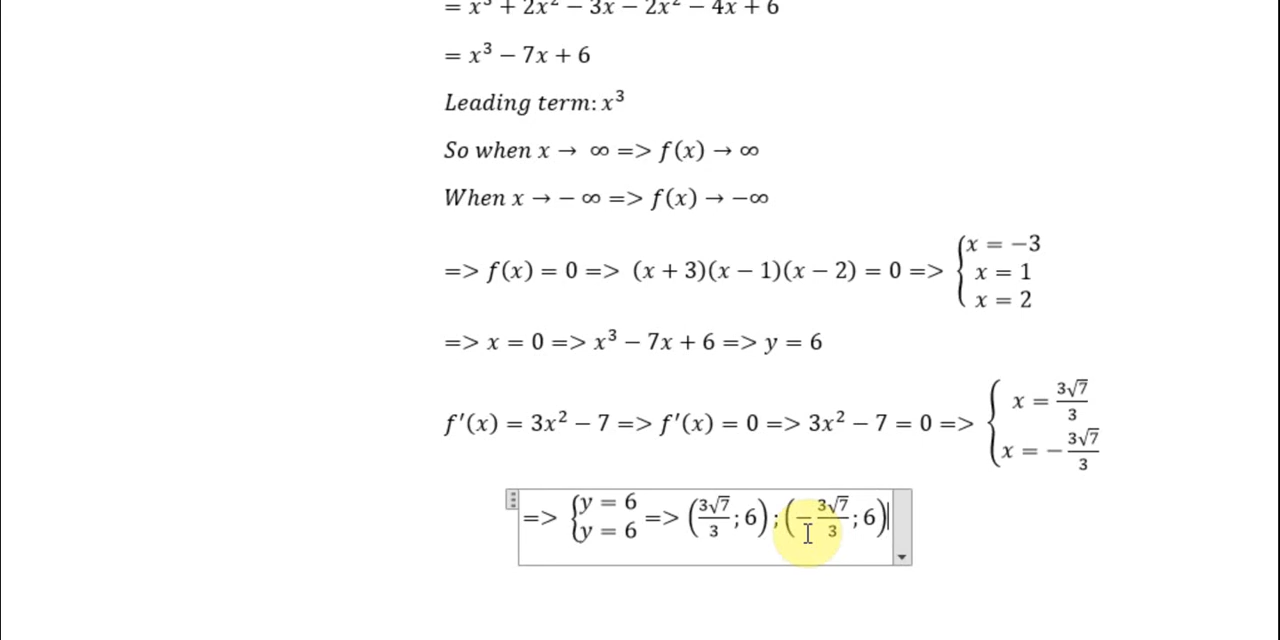 = x³ + 2x² − 3x − 2x² − 4x + 6
= x³ − 7x + 6
Leading term: x³
So when x → ∞ => f(x) → ∞
When x → − ∞ => f(x) → −∞
=> f(x) = 0 => (x + 3)(x − 1)(x − 2) = 0 => {x = −3 x = 1 x = 2
=> x = 0 => x³ − 7x + 6 => y = 6
f'(x) = 3x² − 7 => f'(x) = 0 => 3x² − 7 = 0 => {x = 3√7/3 x = −3√7/3
=> {y = 6 y = 6 => (3√7/3 ; 6) ; (−3√7/3 ; 6)